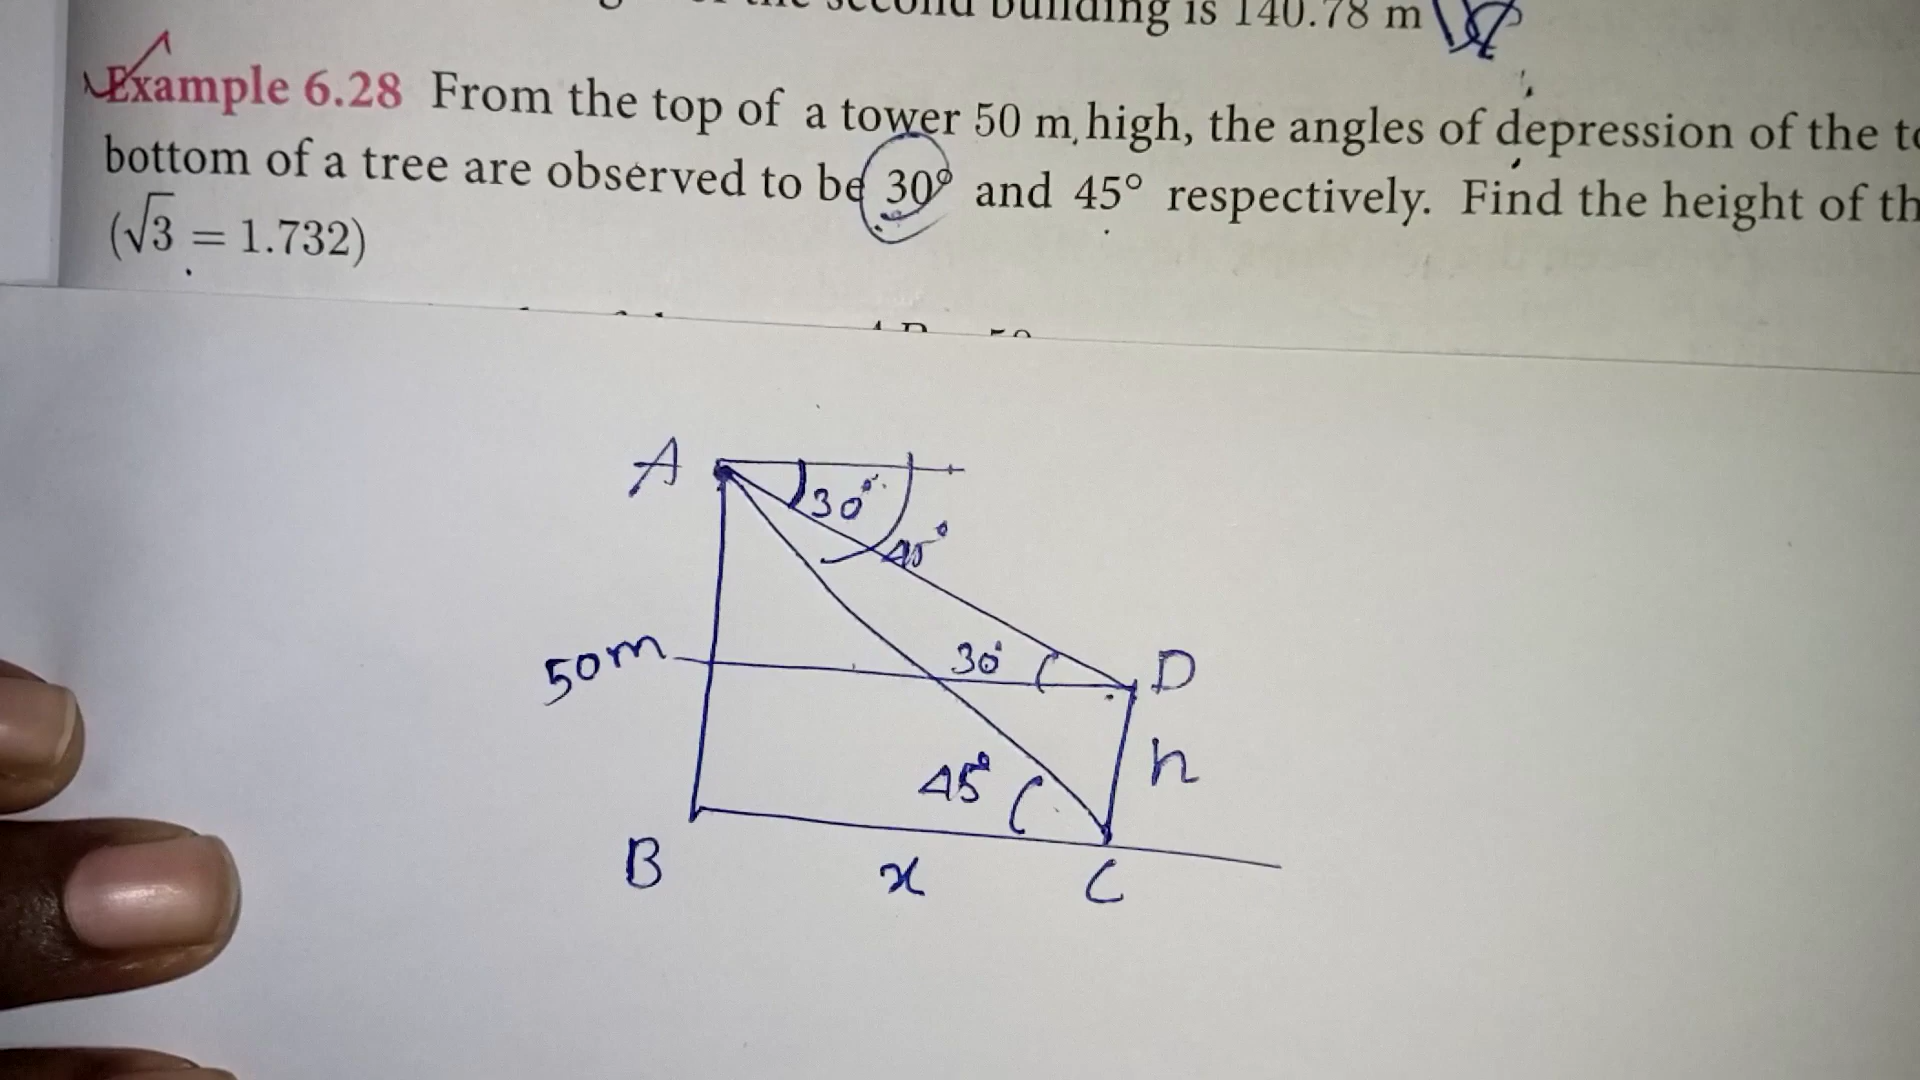 the second building is 140.78 m
Example 6.28 From the top of a tower 50 m high, the angles of depression of the
bottom of a tree are observed to be 30° and 45° respectively. Find the height of
(√3 = 1.732)
A
30°
45°
50m
30°
D
h
45°
B
x
C